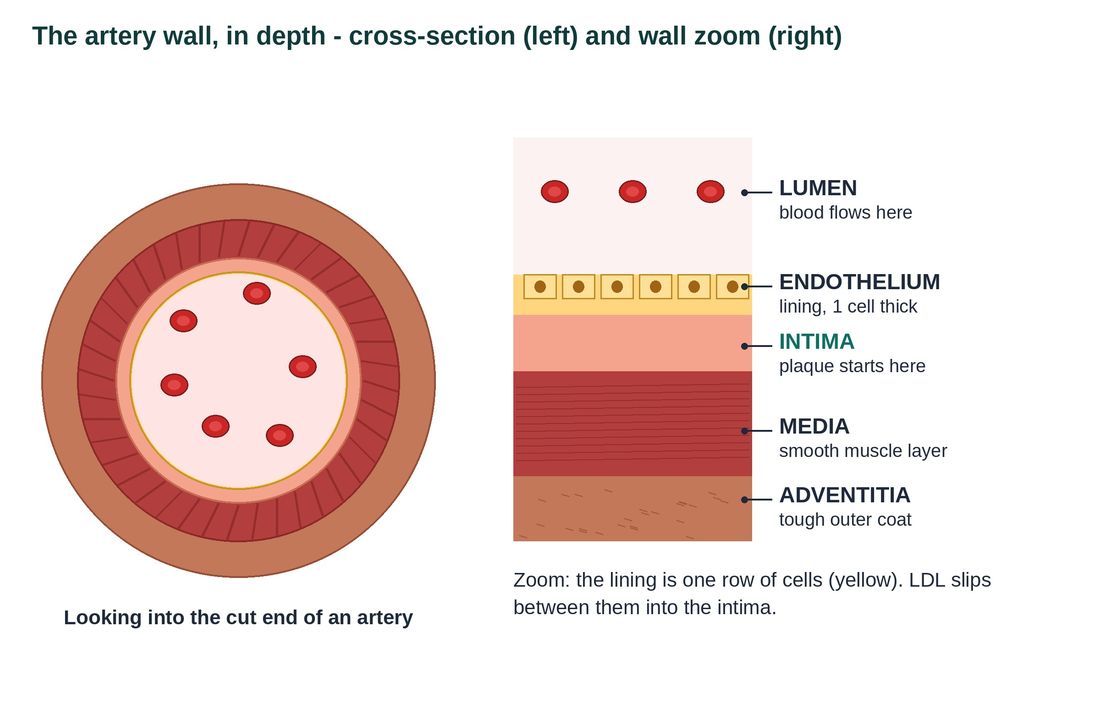 The artery wall, in depth - cross-section (left) and wall zoom (right)
LUMEN
blood flows here
ENDOTHELIUM
lining, 1 cell thick
INTIMA
plaque starts here
MEDIA
smooth muscle layer
ADVENTITIA
tough outer coat
Zoom: the lining is one row of cells (yellow). LDL slips
between them into the intima.
Looking into the cut end of an artery